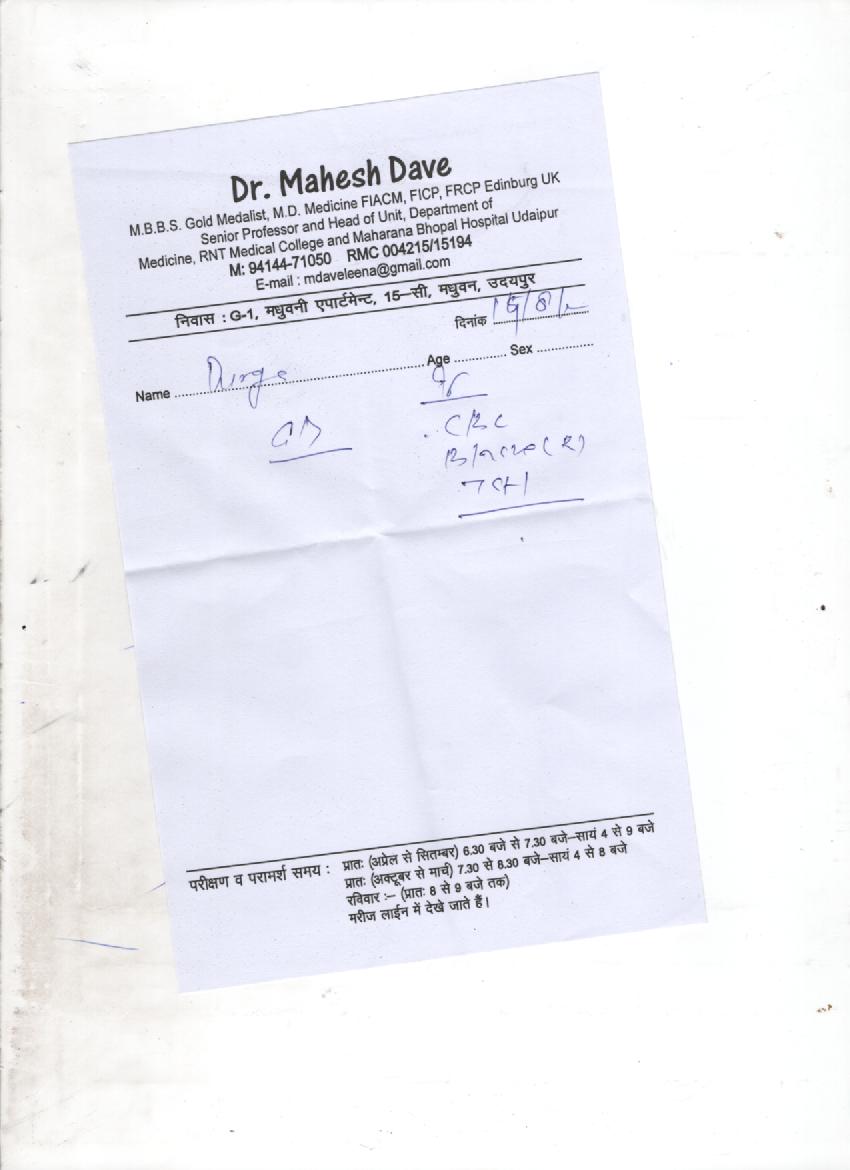 Dr. Mahesh Dave
M.B.B.S. Gold Medalist, M.D. Medicine FIACM, FICP, FRCP Edinburg UK
Senior Professor and Head of Unit, Department of
Medicine, RNT Medical College and Maharana Bhopal Hospital Udaipur
M: 94144-71050 RMC 004215/15194
E-mail : mdaveleena@gmail.com
निवास : G-1, मधुवनी एपार्टमेन्ट, 15–सी, मधुवन, उदयपुर
दिनांक
Name Durga Age Sex
CBC
TSH
परीक्षण व परामर्श समय : प्रातः (अप्रेल से सितम्बर) 6.30 बजे से 7.30 बजे–सायं 4 से 9 बजे
प्रातः (अक्टूबर से मार्च) 7.30 से 8.30 बजे–सायं 4 से 8 बजे
रविवार :– (प्रातः 8 से 9 बजे तक)
मरीज लाईन में देखे जाते हैं।